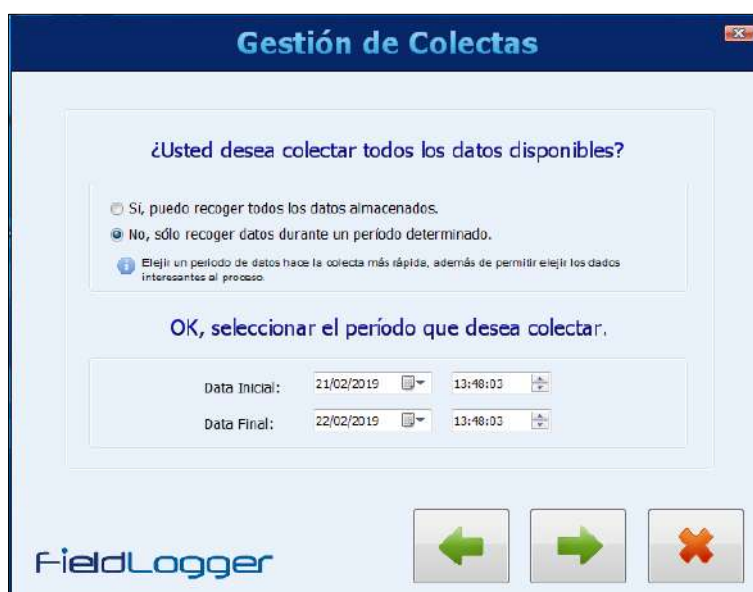 Gestión de Colectas
¿Usted desea colectar todos los datos disponibles?
Sí, puedo recoger todos los datos almacenados.
No, sólo recoger datos durante un período determinado.
Elejir un periodo de datos hace la colecta más rápida, además de permitir elejir los dados
interesantes al proceso.
OK, seleccionar el período que desea colectar.
Data Inicial: 21/02/2019 13:48:03
Data Final: 22/02/2019 13:48:03
FieldLogger